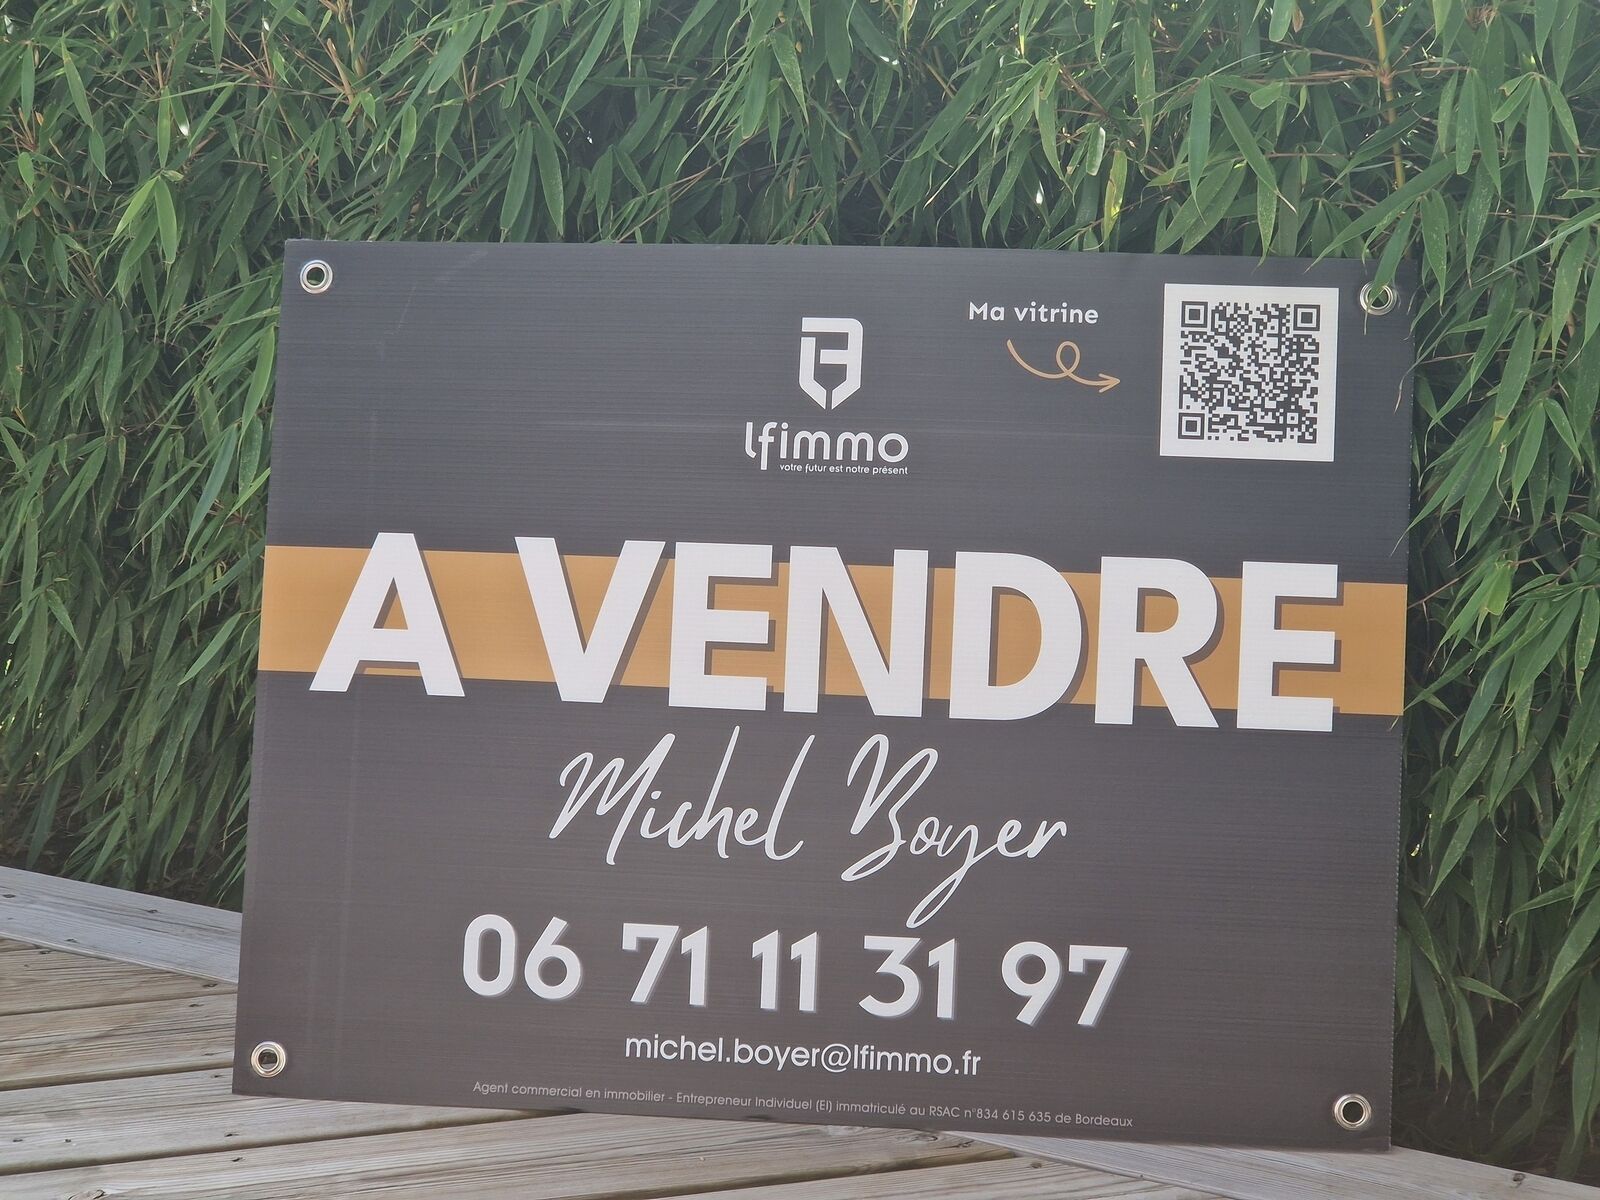 Ma vitrine
lfimmo
votre futur est notre présent
A VENDRE
Michel Boyer
06 71 11 31 97
michel.boyer@lfimmo.fr
Agent commercial en immobilier - Entrepreneur Individuel (EI) immatriculé au RSAC n°834 615 635 de Bordeaux